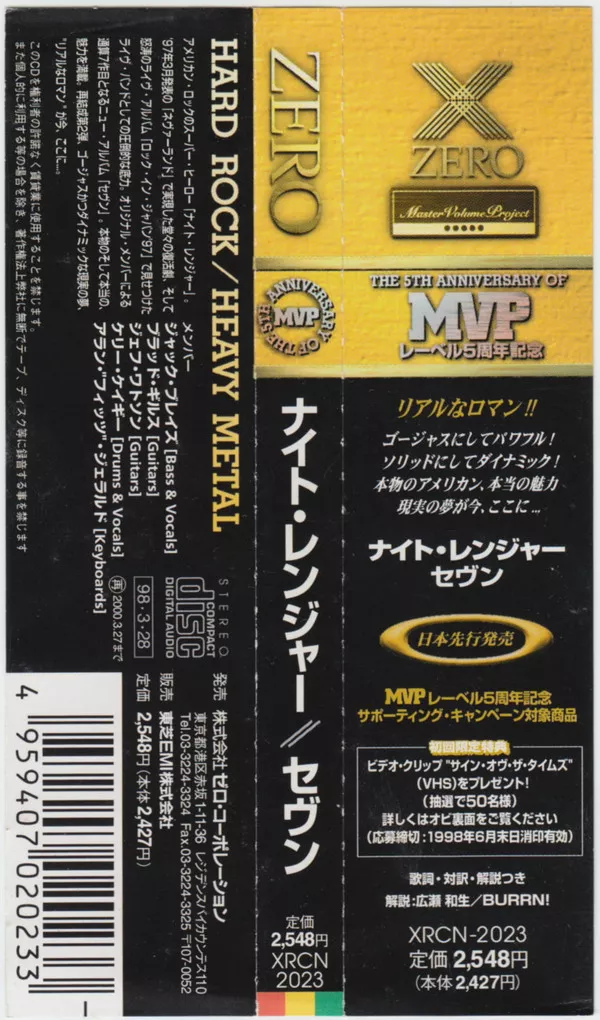 ZERO
Master Volume Project
THE 5TH ANNIVERSARY OF
MVP
レーベル5周年記念
リアルなロマン!!
ゴージャスにしてパワフル!
ソリッドにしてダイナミック!
本物のアメリカン、本当の魅力
現実の夢が今、ここに…
ナイト・レンジャー
セヴン
日本先行発売
MVPレーベル5周年記念
サポーティング・キャンペーン対象商品
初回限定特典
ビデオ・クリップ"サイン・オヴ・ザ・タイムズ"
(VHS)をプレゼント!
(抽選で50名様)
詳しくはオビ裏面をご覧ください
(応募締切:1998年6月末日消印有効)
歌詞・対訳・解説つき
解説:広瀬 和生/BURRN!
XRCN-2023
定価 2,548円
(本体 2,427円)
ZERO
ANNIVERSARY OF THE 5TH
MVP
ナイト・レンジャー//セヴン
定価
2,548円
XRCN
2023
HARD ROCK/HEAVY METAL
アメリカン・ロックのスーパー・ヒーロー「ナイト・レンジャー」。
'97年3月発表の「ネヴァーランド」で実現した堂々の復活劇、そして
怒濤のライヴ・アルバム「ロック・イン・ジャパン'97」で見せつけた
ライヴ・バンドとしての圧倒的な底力。オリジナル・メンバーによる
通算7作目となるニュー・アルバム「セヴン」。本物のそして本当の、
魅力を満載。再結成第2弾、ゴージャスかつダイナミックな現実の夢、
"リアルなロマン"が今、ここに…。
メンバー
ジャック・ブレイズ [Bass & Vocals]
ブラッド・ギルス [Guitars]
ジェフ・ワトソン [Guitars]
ケリー・ケイギー [Drums & Vocals]
アラン・"フィッツ"・ジェラルド [Keyboards]
このCDを権利者の許諾なく賃貸業に使用することを禁じます。
また個人的に利用する等の場合を除き、著作権法上弊社に無断でテープ、ディスク等に録音する事を禁じます
STEREO
COMPACT
disc
DIGITAL AUDIO
98・3・28
再 2000.3.27まで
発売 株式会社 ゼロ・コーポレーション
東京都港区赤坂 1-11-36 レジデンスバイカウンテス110
Tel.03-3224-3324 Fax.03-3224-3325 〒107-0052
販売 東芝EMI株式会社
定価 2,548円 (本体 2,427円)
4 959407 020233